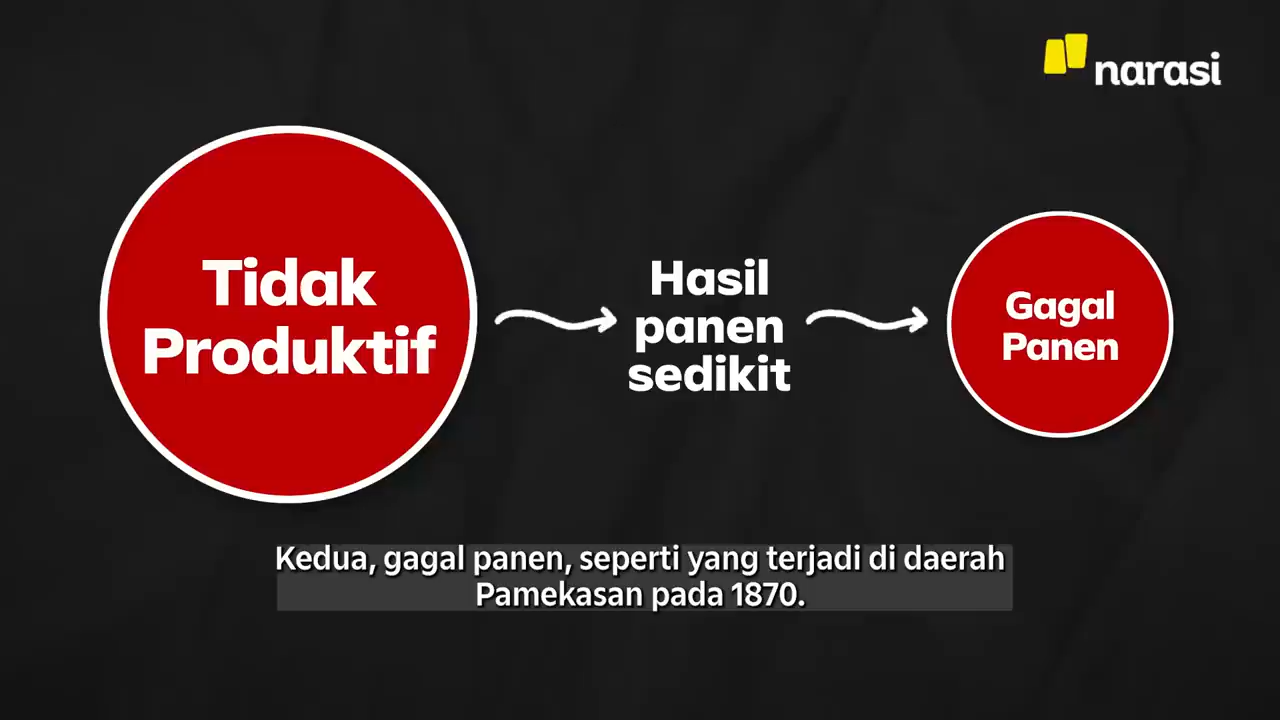 narasi
Tidak
Produktif
Hasil
panen
sedikit
Gagal
Panen
Kedua, gagal panen, seperti yang terjadi di daerah
Pamekasan pada 1870.